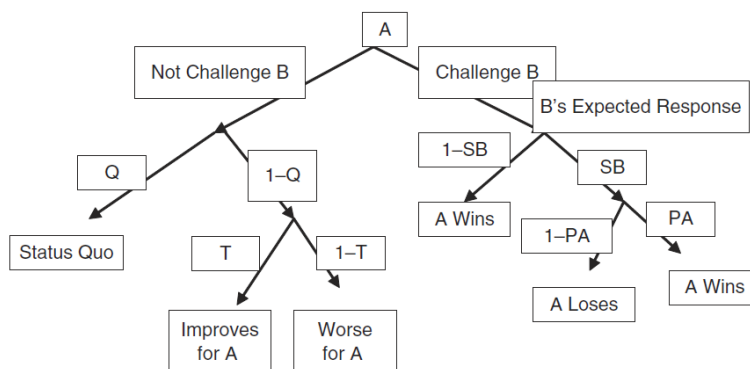 A
Not Challenge B
Challenge B
B's Expected Response
Q
1–Q
1–SB
SB
Status Quo
T
1–T
A Wins
1–PA
PA
A Loses
A Wins
Improves
for A
Worse
for A